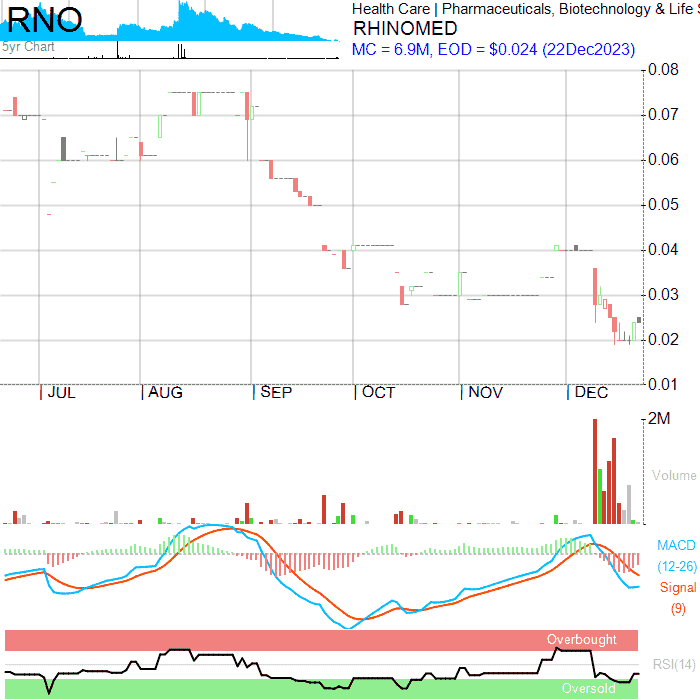 RNO
Health Care | Pharmaceuticals, Biotechnology & Life S
RHINOMED
5yr Chart
MC = 6.9M, EOD = $0.024 (22Dec2023)
0.08
0.07
0.06
0.05
0.04
0.03
0.02
0.01
JUL
AUG
SEP
OCT
NOV
DEC
2M
Volume
MACD
(12-26)
Signal
(9)
Overbought
RSI(14)
Oversold